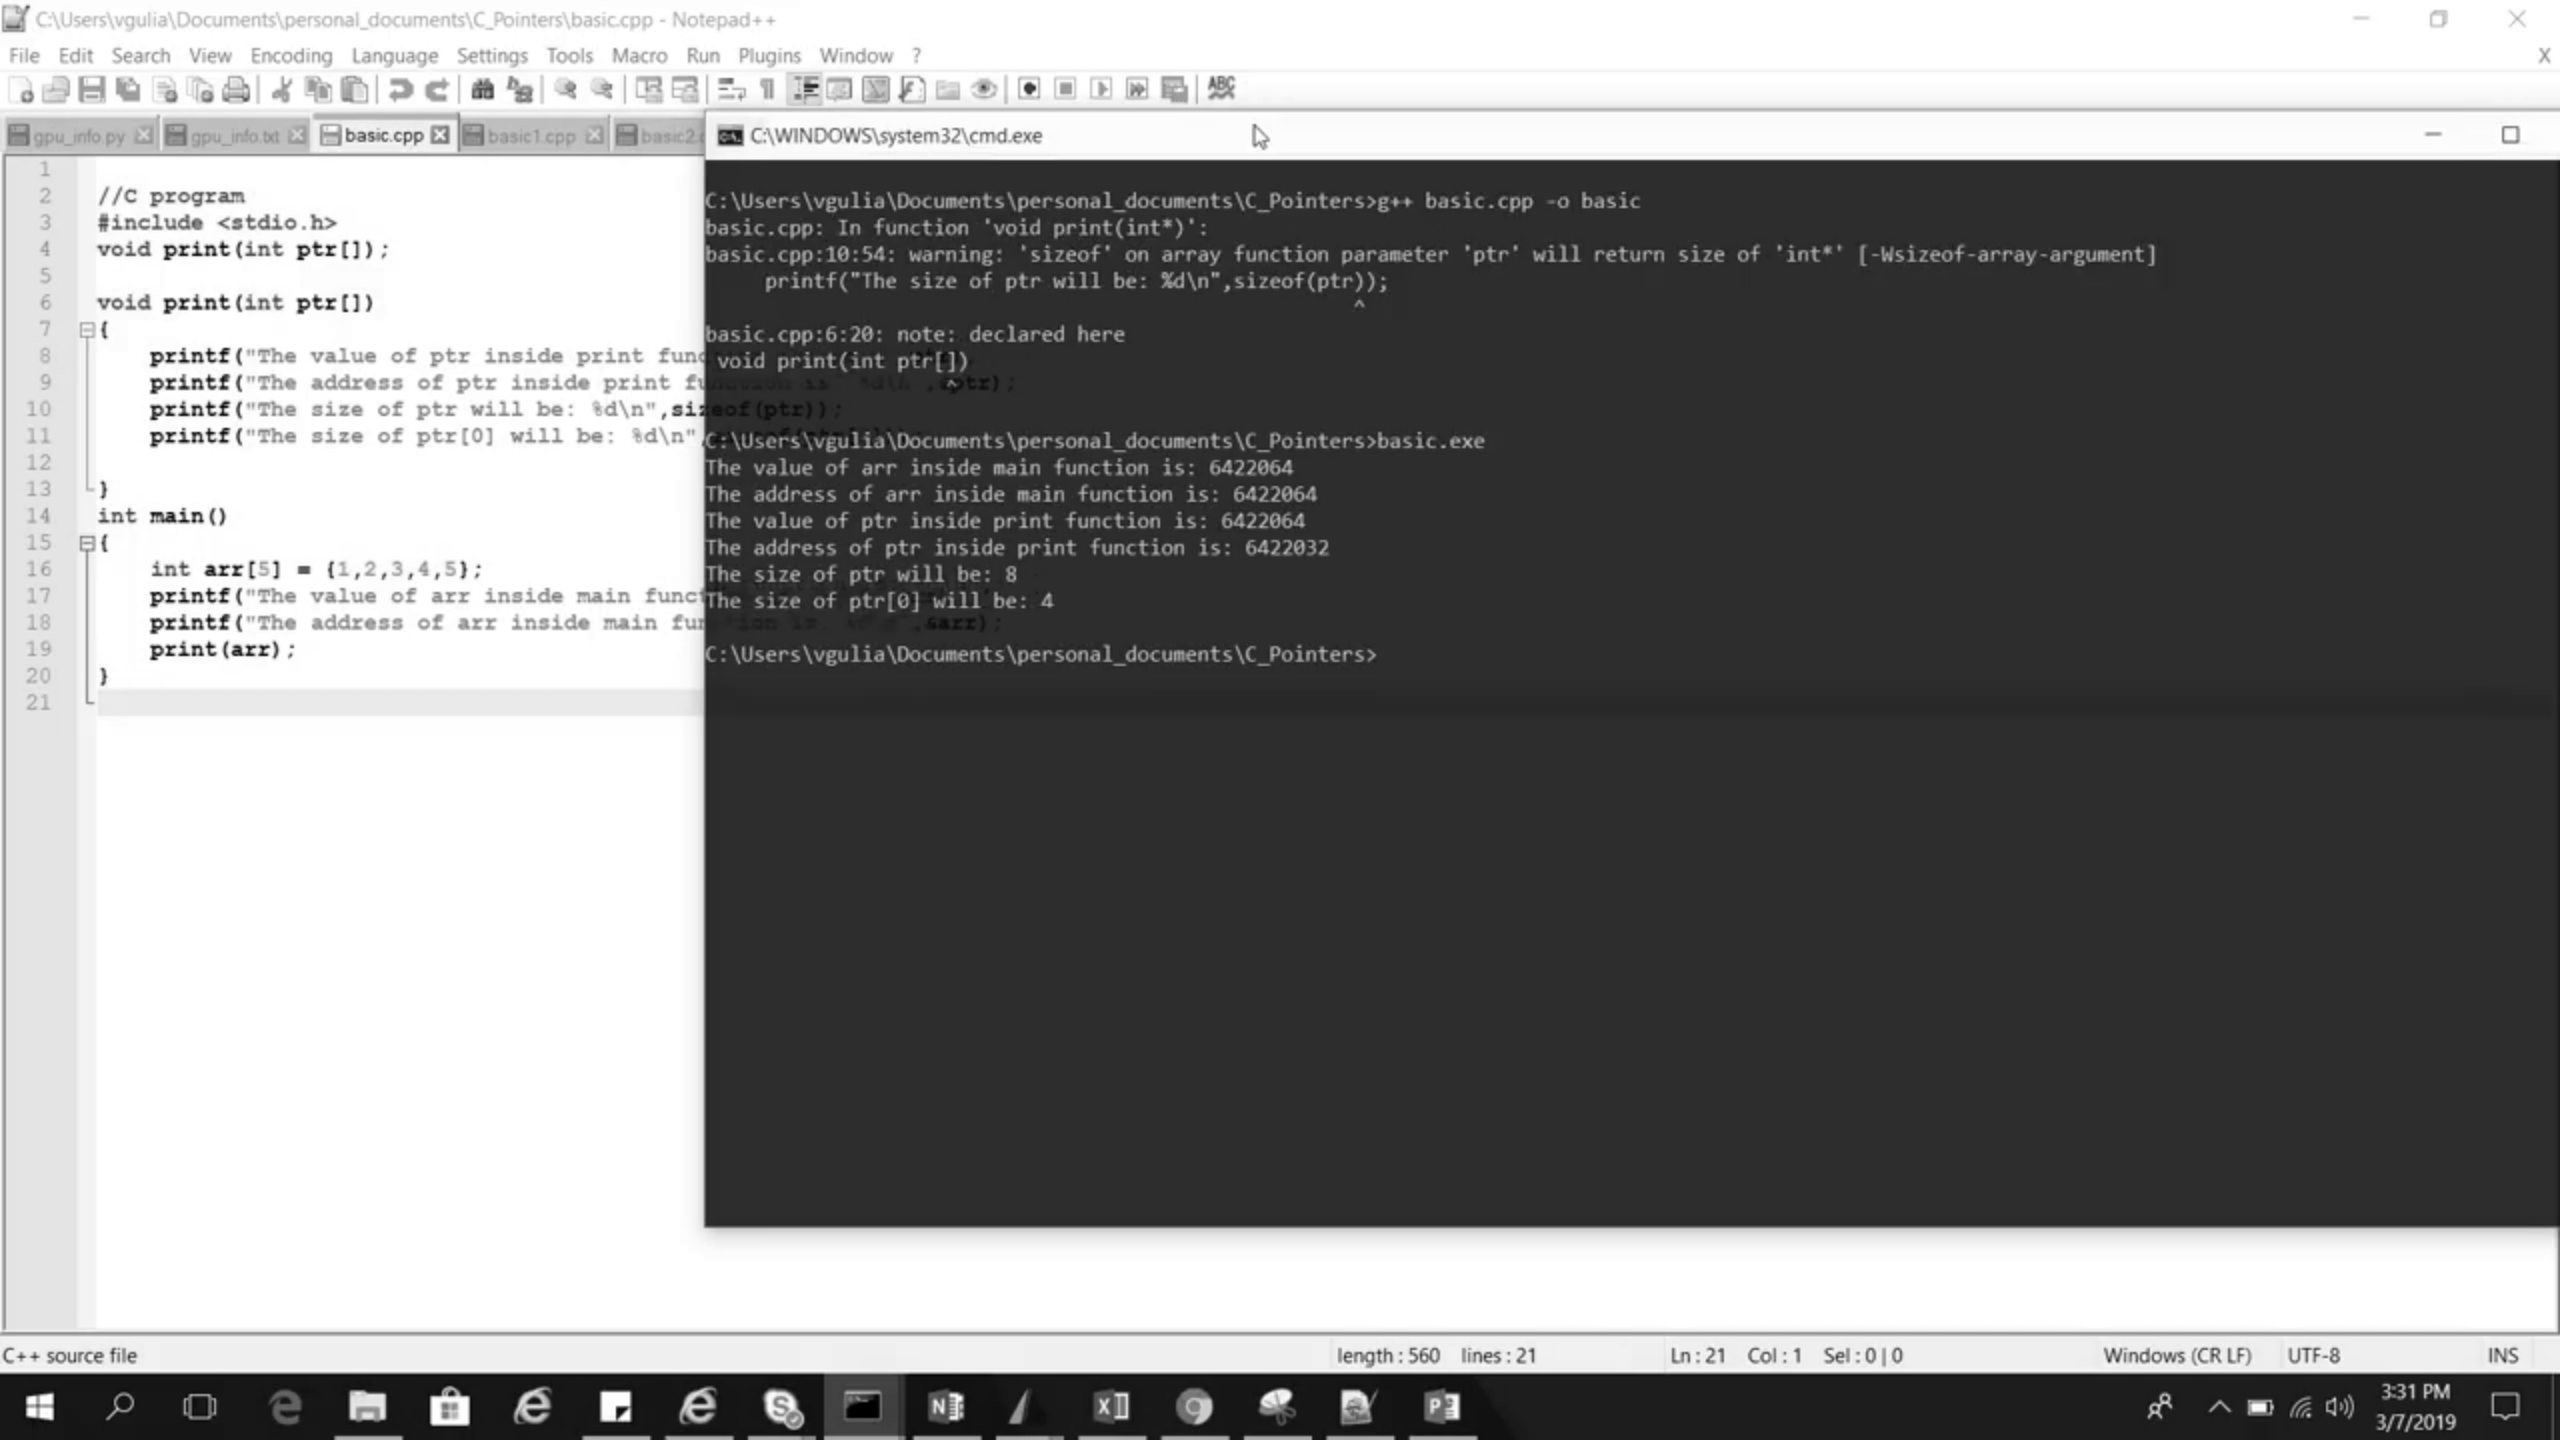 C:\Users\vgulia\Documents\personal_documents\C_Pointers\basic.cpp - Notepad++
File Edit Search View Encoding Language Settings Tools Macro Run Plugins Window ?
X
ABC
gpu_info.py gpu_info.txt basic.cpp basic1.cpp basic2.
C:\WINDOWS\system32\cmd.exe
1
2 //C program
3 #include <stdio.h>
4 void print(int ptr[]);
5
6 void print(int ptr[])
7 {
8 printf("The value of ptr inside print func
9 printf("The address of ptr inside print function is %d\n",&ptr);
10 printf("The size of ptr will be: %d\n",sizeof(ptr));
11 printf("The size of ptr[0] will be: %d\n"
12
13 }
14 int main()
15 {
16 int arr[5] = {1,2,3,4,5};
17 printf("The value of arr inside main funct
18 printf("The address of arr inside main function is: %d\n",&arr);
19 print(arr);
20 }
21
C:\Users\vgulia\Documents\personal_documents\C_Pointers>g++ basic.cpp -o basic
basic.cpp: In function 'void print(int*)':
basic.cpp:10:54: warning: 'sizeof' on array function parameter 'ptr' will return size of 'int*' [-Wsizeof-array-argument]
printf("The size of ptr will be: %d\n",sizeof(ptr));
^
basic.cpp:6:20: note: declared here
void print(int ptr[])
^
C:\Users\vgulia\Documents\personal_documents\C_Pointers>basic.exe
The value of arr inside main function is: 6422064
The address of arr inside main function is: 6422064
The value of ptr inside print function is: 6422064
The address of ptr inside print function is: 6422032
The size of ptr will be: 8
The size of ptr[0] will be: 4
C:\Users\vgulia\Documents\personal_documents\C_Pointers>
C++ source file length : 560 lines : 21 Ln : 21 Col : 1 Sel : 0 | 0 Windows (CR LF) UTF-8 INS
3:31 PM
3/7/2019